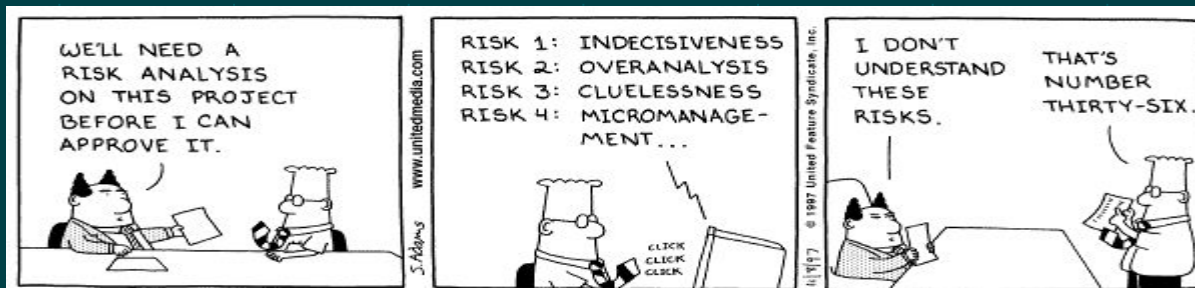 WE'LL NEED A
RISK ANALYSIS
ON THIS PROJECT
BEFORE I CAN
APPROVE IT.
S.Adams
www.unitedmedia.com
RISK 1: INDECISIVENESS
RISK 2: OVERANALYSIS
RISK 3: CLUELESSNESS
RISK 4: MICROMANAGE-
MENT...
CLICK
CLICK
CLICK
© 1997 United Feature Syndicate, Inc.
I DON'T
UNDERSTAND
THESE
RISKS.
THAT'S
NUMBER
THIRTY-SIX.